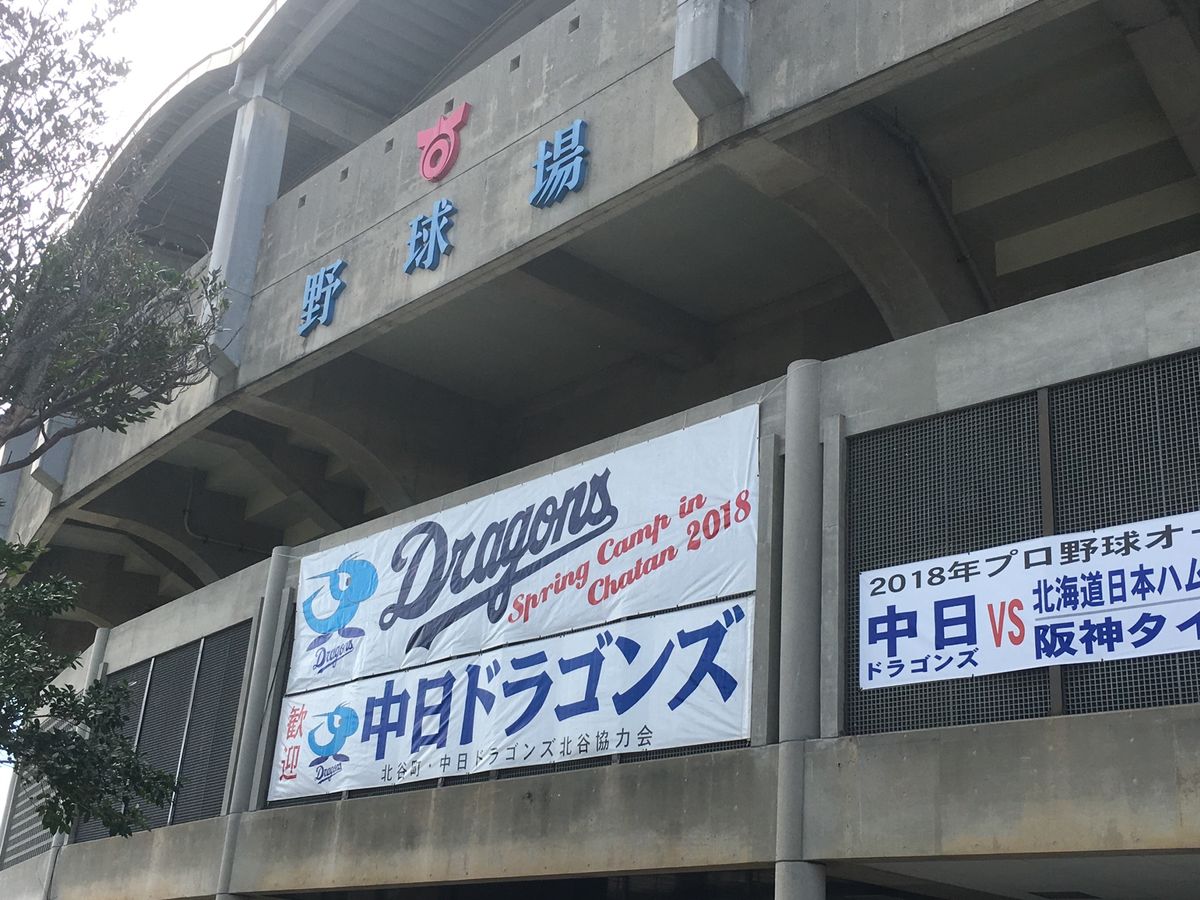 野球場
Dragons
Spring Camp in
Chatan 2018
Dragons
歓迎
Dragons
中日ドラゴンズ
北谷町・中日ドラゴンズ北谷協力会
2018年プロ野球オー
中日 VS 北海道日本ハム
ドラゴンズ 阪神タイ